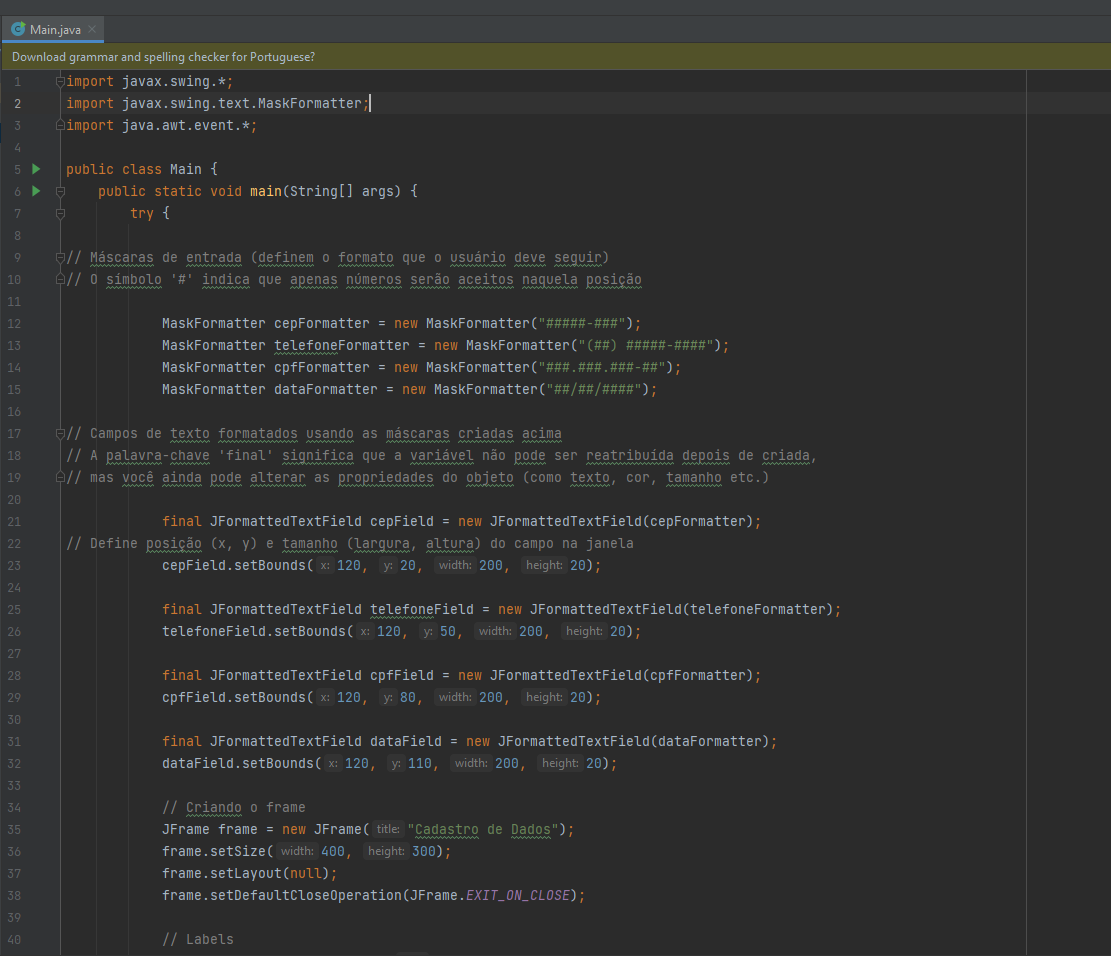 Main.java
Download grammar and spelling checker for Portuguese?
1 import javax.swing.*;
2 import javax.swing.text.MaskFormatter;
3 import java.awt.event.*;
4
5 public class Main {
6 public static void main(String[] args) {
7 try {
8
9 // Máscaras de entrada (definem o formato que o usuário deve seguir)
10 // O símbolo '#' indica que apenas números serão aceitos naquela posição
11
12 MaskFormatter cepFormatter = new MaskFormatter("#####-###");
13 MaskFormatter telefoneFormatter = new MaskFormatter("(##) #####-####");
14 MaskFormatter cpfFormatter = new MaskFormatter("###.###.###-##");
15 MaskFormatter dataFormatter = new MaskFormatter("##/##/####");
16
17 // Campos de texto formatados usando as máscaras criadas acima
18 // A palavra-chave 'final' significa que a variável não pode ser reatribuída depois de criada,
19 // mas você ainda pode alterar as propriedades do objeto (como texto, cor, tamanho etc.)
20
21 final JFormattedTextField cepField = new JFormattedTextField(cepFormatter);
22 // Define posição (x, y) e tamanho (largura, altura) do campo na janela
23 cepField.setBounds( x: 120, y: 20, width: 200, height: 20);
24
25 final JFormattedTextField telefoneField = new JFormattedTextField(telefoneFormatter);
26 telefoneField.setBounds( x: 120, y: 50, width: 200, height: 20);
27
28 final JFormattedTextField cpfField = new JFormattedTextField(cpfFormatter);
29 cpfField.setBounds( x: 120, y: 80, width: 200, height: 20);
30
31 final JFormattedTextField dataField = new JFormattedTextField(dataFormatter);
32 dataField.setBounds( x: 120, y: 110, width: 200, height: 20);
33
34 // Criando o frame
35 JFrame frame = new JFrame( title: "Cadastro de Dados");
36 frame.setSize( width: 400, height: 300);
37 frame.setLayout(null);
38 frame.setDefaultCloseOperation(JFrame.EXIT_ON_CLOSE);
39
40 // Labels